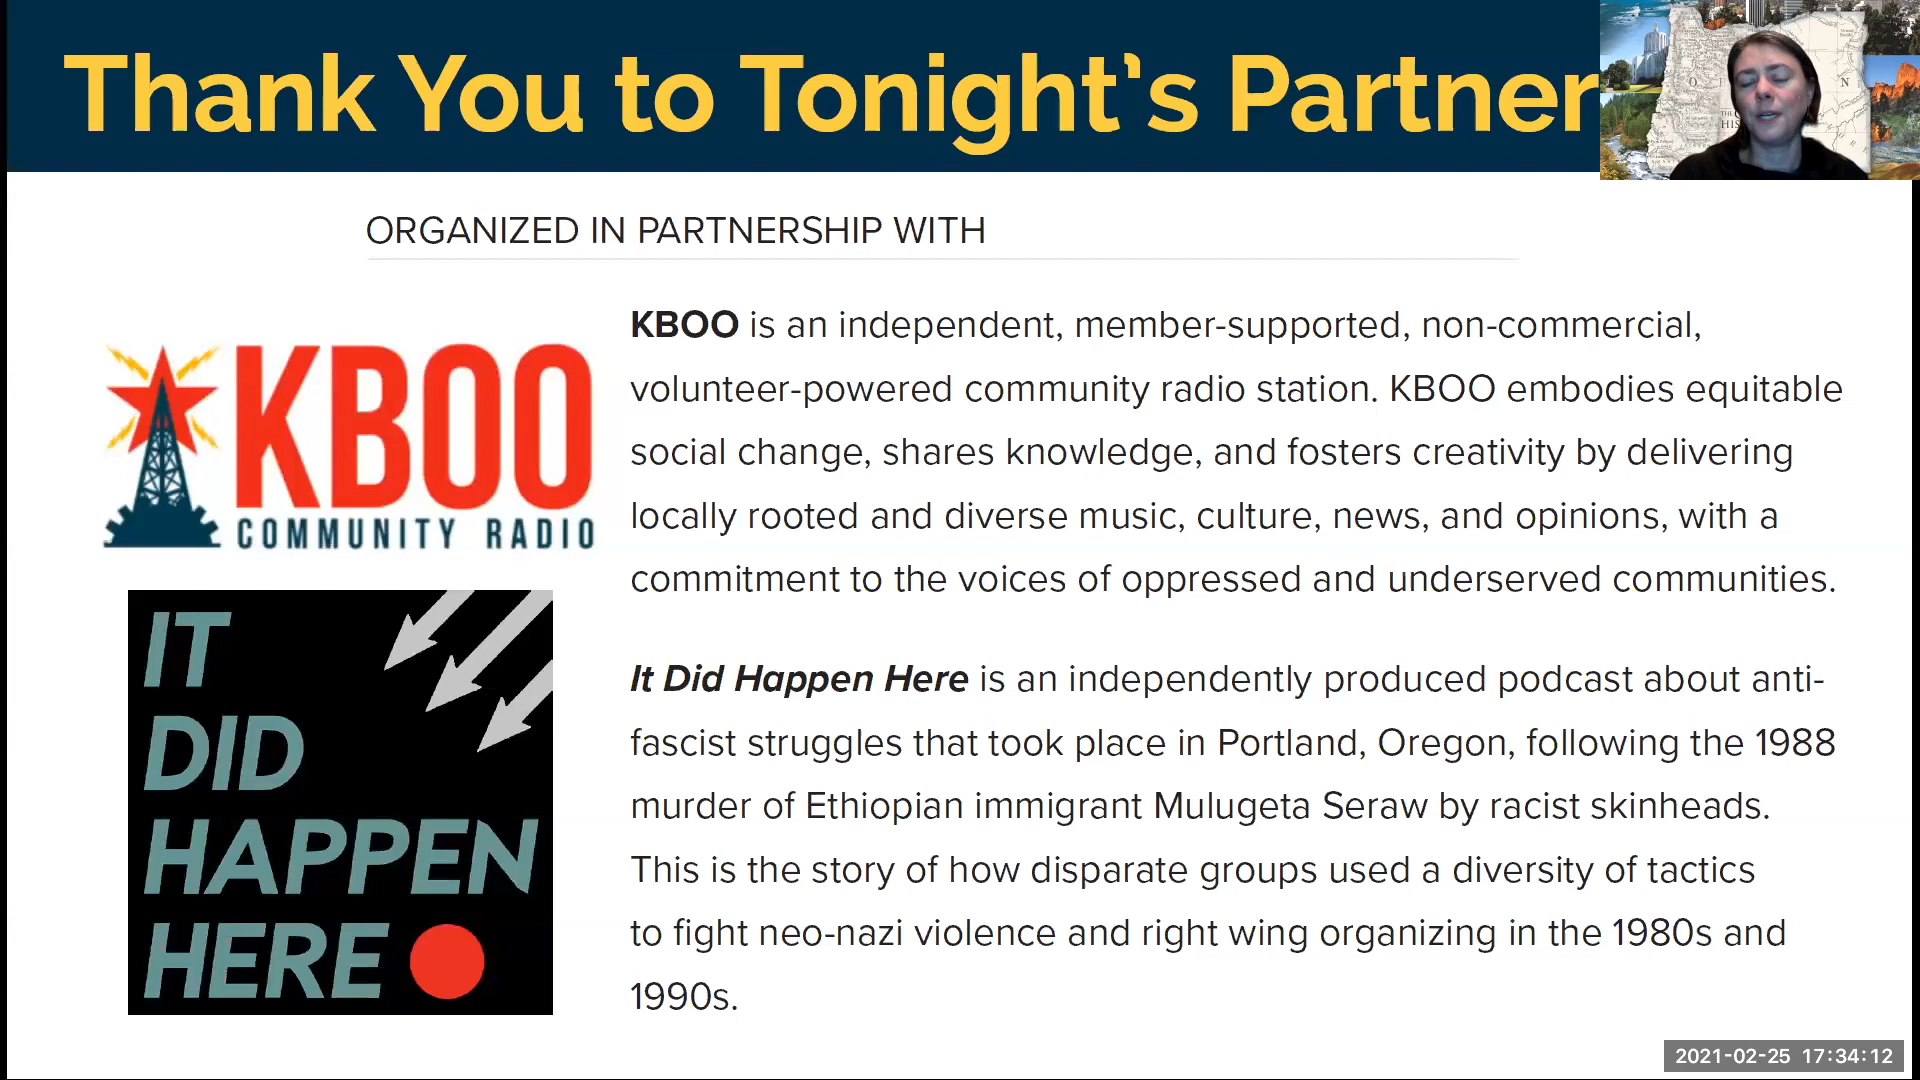 Thank You to Tonight's Partner
ORGANIZED IN PARTNERSHIP WITH
KBOO
COMMUNITY RADIO
KBOO is an independent, member-supported, non-commercial,
volunteer-powered community radio station. KBOO embodies equitable
social change, shares knowledge, and fosters creativity by delivering
locally rooted and diverse music, culture, news, and opinions, with a
commitment to the voices of oppressed and underserved communities.
IT
DID
HAPPEN
HERE
It Did Happen Here is an independently produced podcast about anti-
fascist struggles that took place in Portland, Oregon, following the 1988
murder of Ethiopian immigrant Mulugeta Seraw by racist skinheads.
This is the story of how disparate groups used a diversity of tactics
to fight neo-nazi violence and right wing organizing in the 1980s and
1990s.
2021-02-25 17:34:12